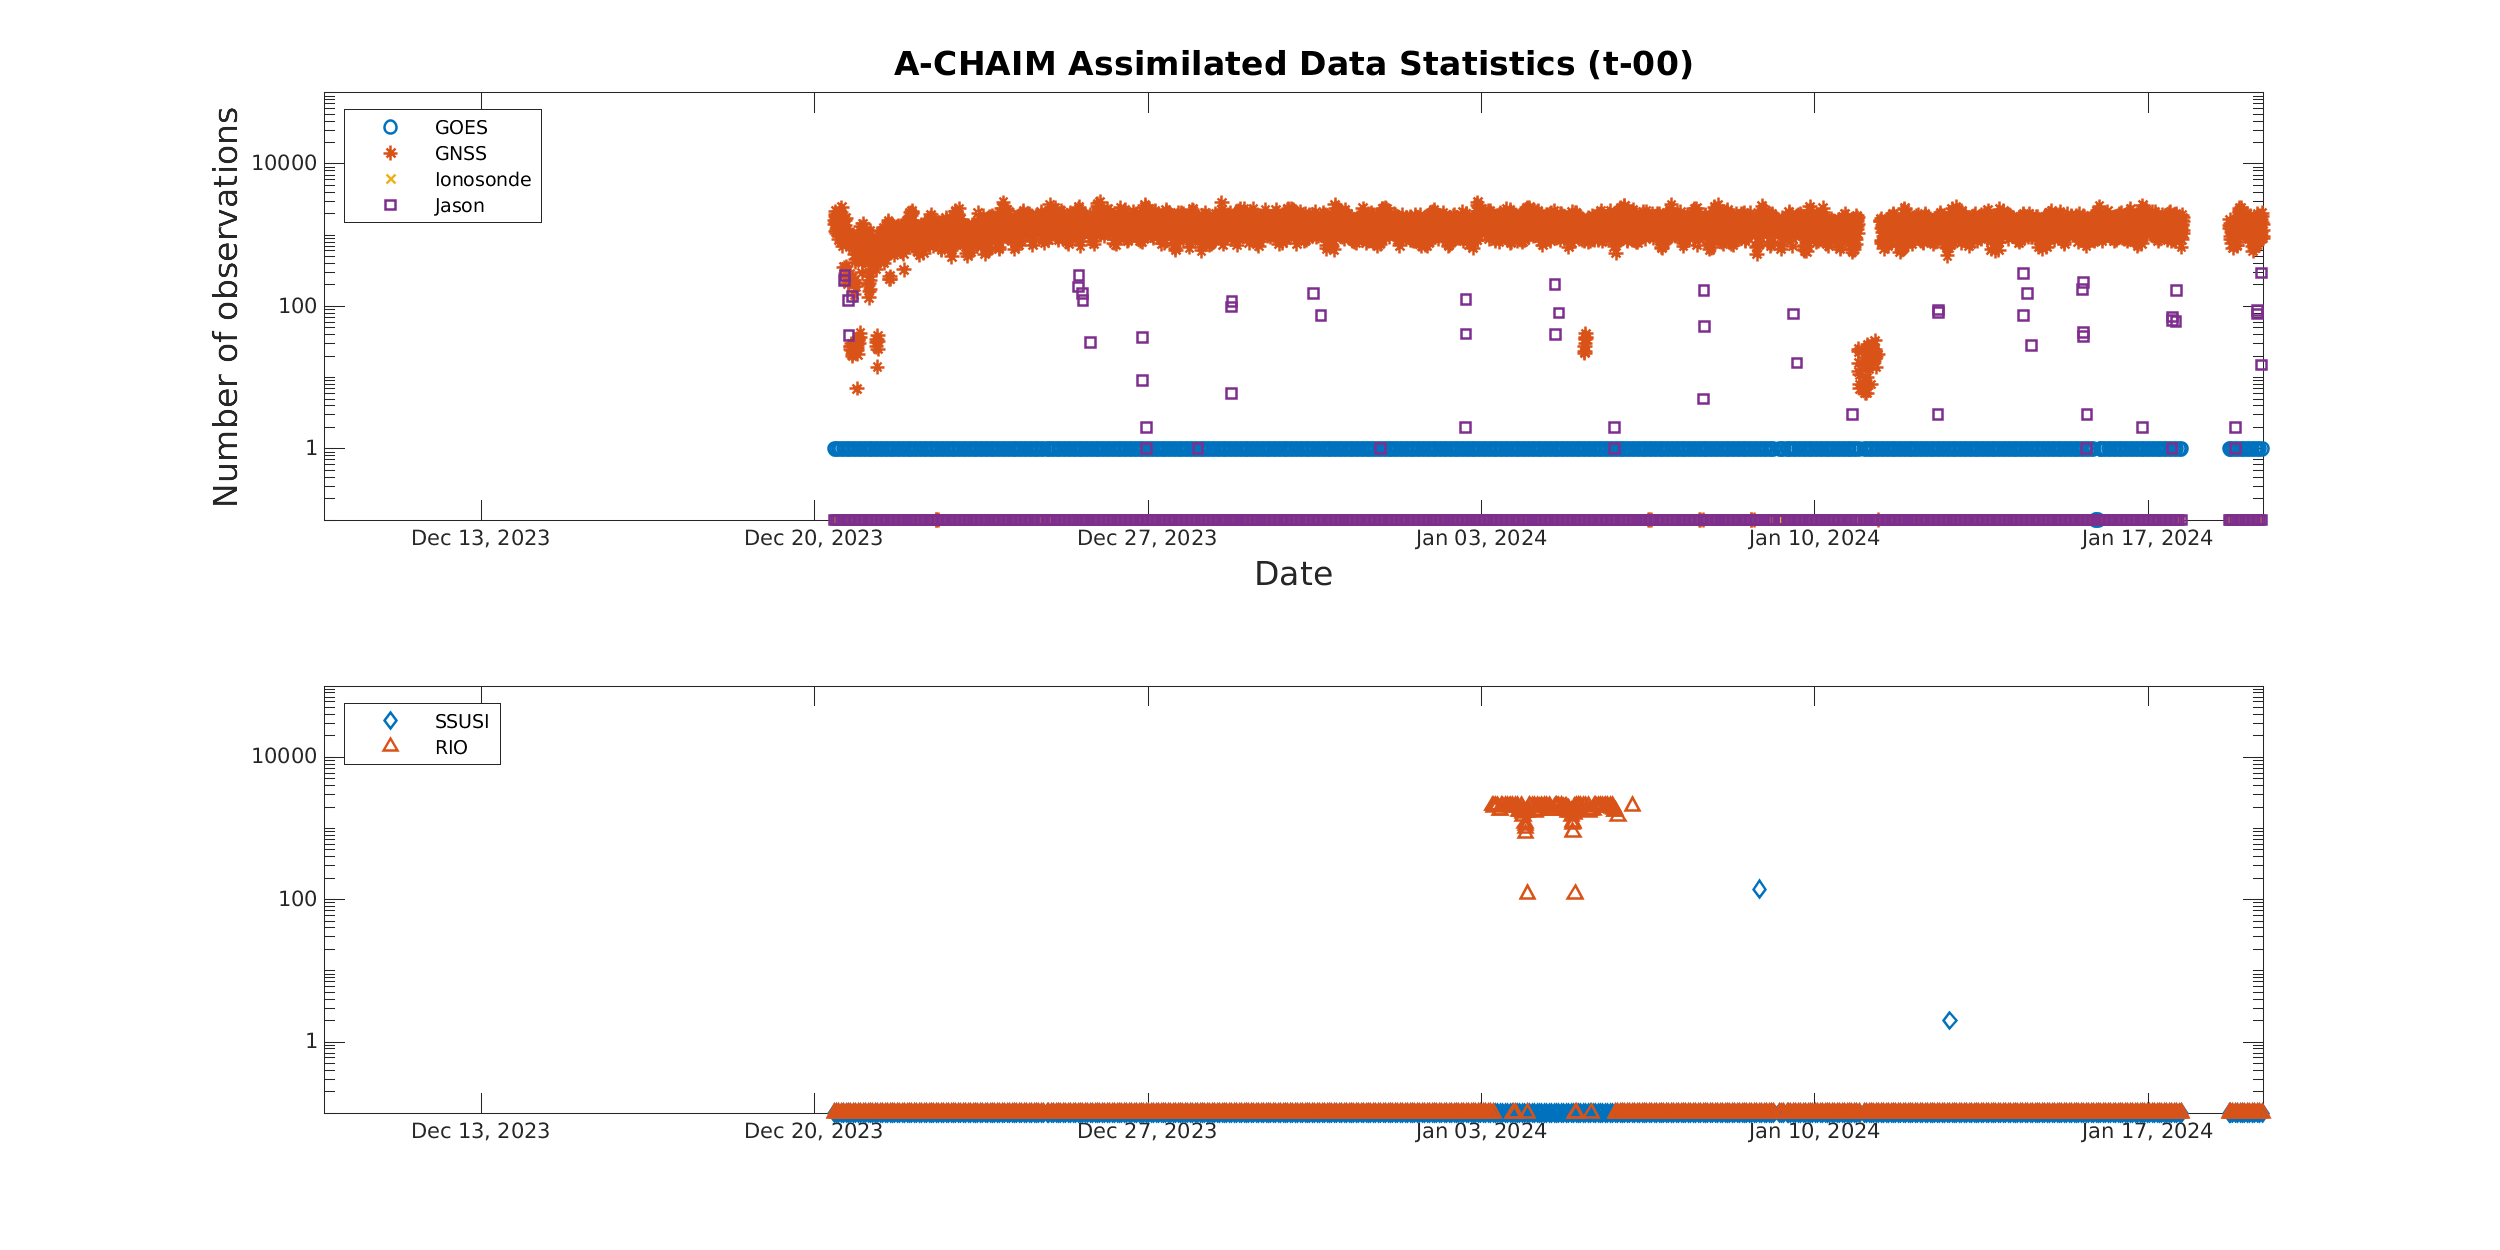 A-CHAIM Assimilated Data Statistics (t-00)
Number of observations
GOES
GNSS
Ionosonde
Jason
10000
100
1
Dec 13, 2023 Dec 20, 2023 Dec 27, 2023 Jan 03, 2024 Jan 10, 2024 Jan 17, 2024
Date
SSUSI
RIO
10000
100
1
Dec 13, 2023 Dec 20, 2023 Dec 27, 2023 Jan 03, 2024 Jan 10, 2024 Jan 17, 2024